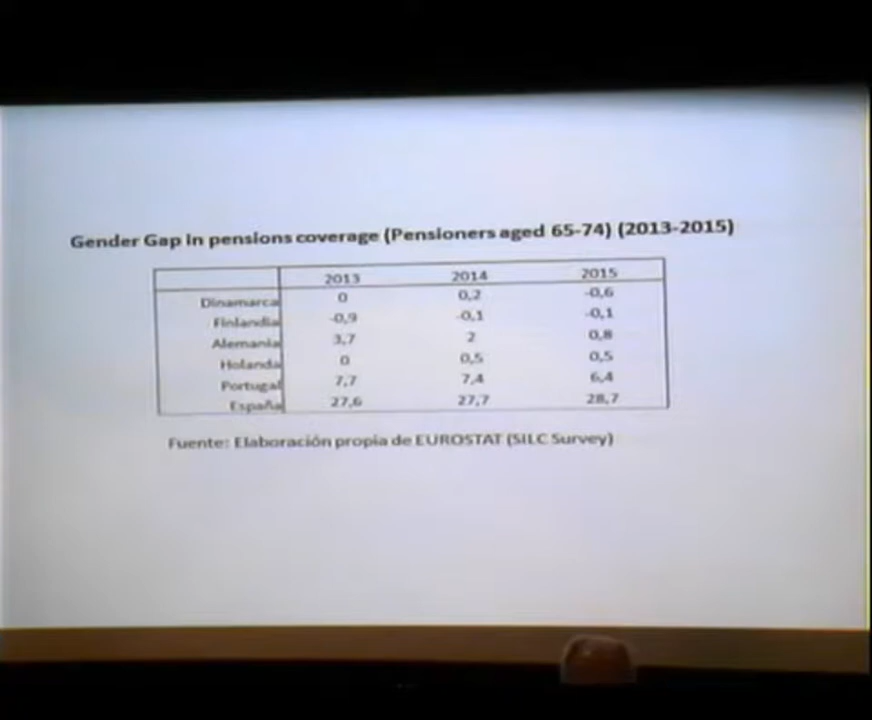 Gender Gap in pensions coverage (Pensioners aged 65-74) (2013-2015)
2013 2014 2015
Dinamarca 0 0,2 -0,6
Finlandia -0,9 -0,1 -0,1
Alemania 3,7 2 0,8
Holanda 0 0,5 0,5
Portugal 7,7 7,4 6,4
España 27,6 27,7 28,7
Fuente: Elaboración propia de EUROSTAT (SILC Survey)